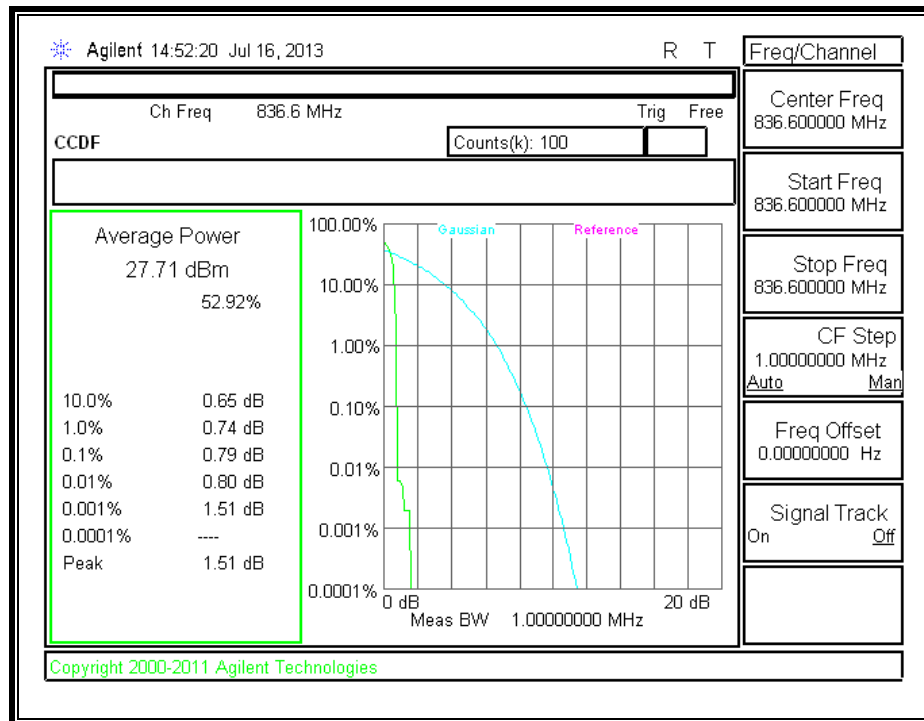 Agilent 14:52:20 Jul 16, 2013 R T
Freq/Channel
Ch Freq 836.6 MHz Trig Free
CCDF Counts(k): 100
Average Power
27.71 dBm
52.92%
10.0% 0.65 dB
1.0% 0.74 dB
0.1% 0.79 dB
0.01% 0.80 dB
0.001% 1.51 dB
0.0001% ----
Peak 1.51 dB
100.00% Gaussian Reference
10.00%
1.00%
0.10%
0.01%
0.001%
0.0001%
0 dB 20 dB
Meas BW 1.00000000 MHz
Center Freq
836.600000 MHz
Start Freq
836.600000 MHz
Stop Freq
836.600000 MHz
CF Step
1.00000000 MHz
Auto Man
Freq Offset
0.00000000 Hz
Signal Track
On Off
Copyright 2000-2011 Agilent Technologies